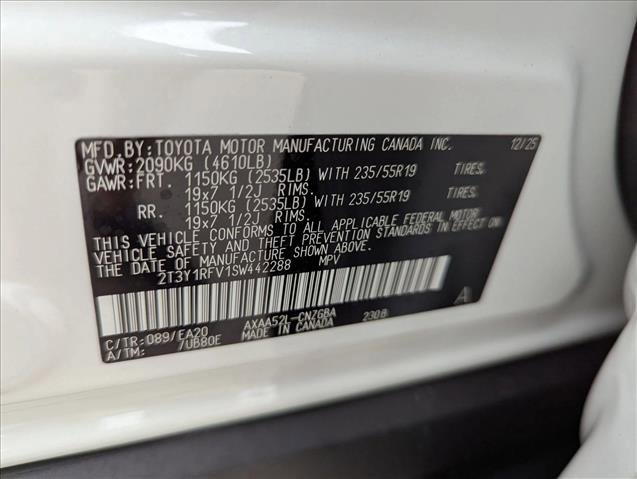 MFD. BY: TOYOTA MOTOR MANUFACTURING CANADA INC. 12/25
GVWR: 2090KG (4610LB)
GAWR: FRT. 1150KG (2535LB) WITH 235/55R19 TIRES.
19x7 1/2J RIMS.
RR. 1150KG (2535LB) WITH 235/55R19 TIRES.
19x7 1/2J RIMS.
THIS VEHICLE CONFORMS TO ALL APPLICABLE FEDERAL MOTOR
VEHICLE SAFETY AND THEFT PREVENTION STANDARDS IN EFFECT ON
THE DATE OF MANUFACTURE SHOWN ABOVE.
2T3Y1RFV1SW442288 MPV
C/TR: 089/EA20 AXAA52L-CNZGBA 230B A
A/TM: 7UB80E MADE IN CANADA